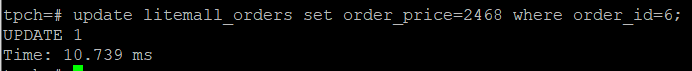 tpch=# update litemall_orders set order_price=2468 where order_id=6;
UPDATE 1
Time: 10.739 ms